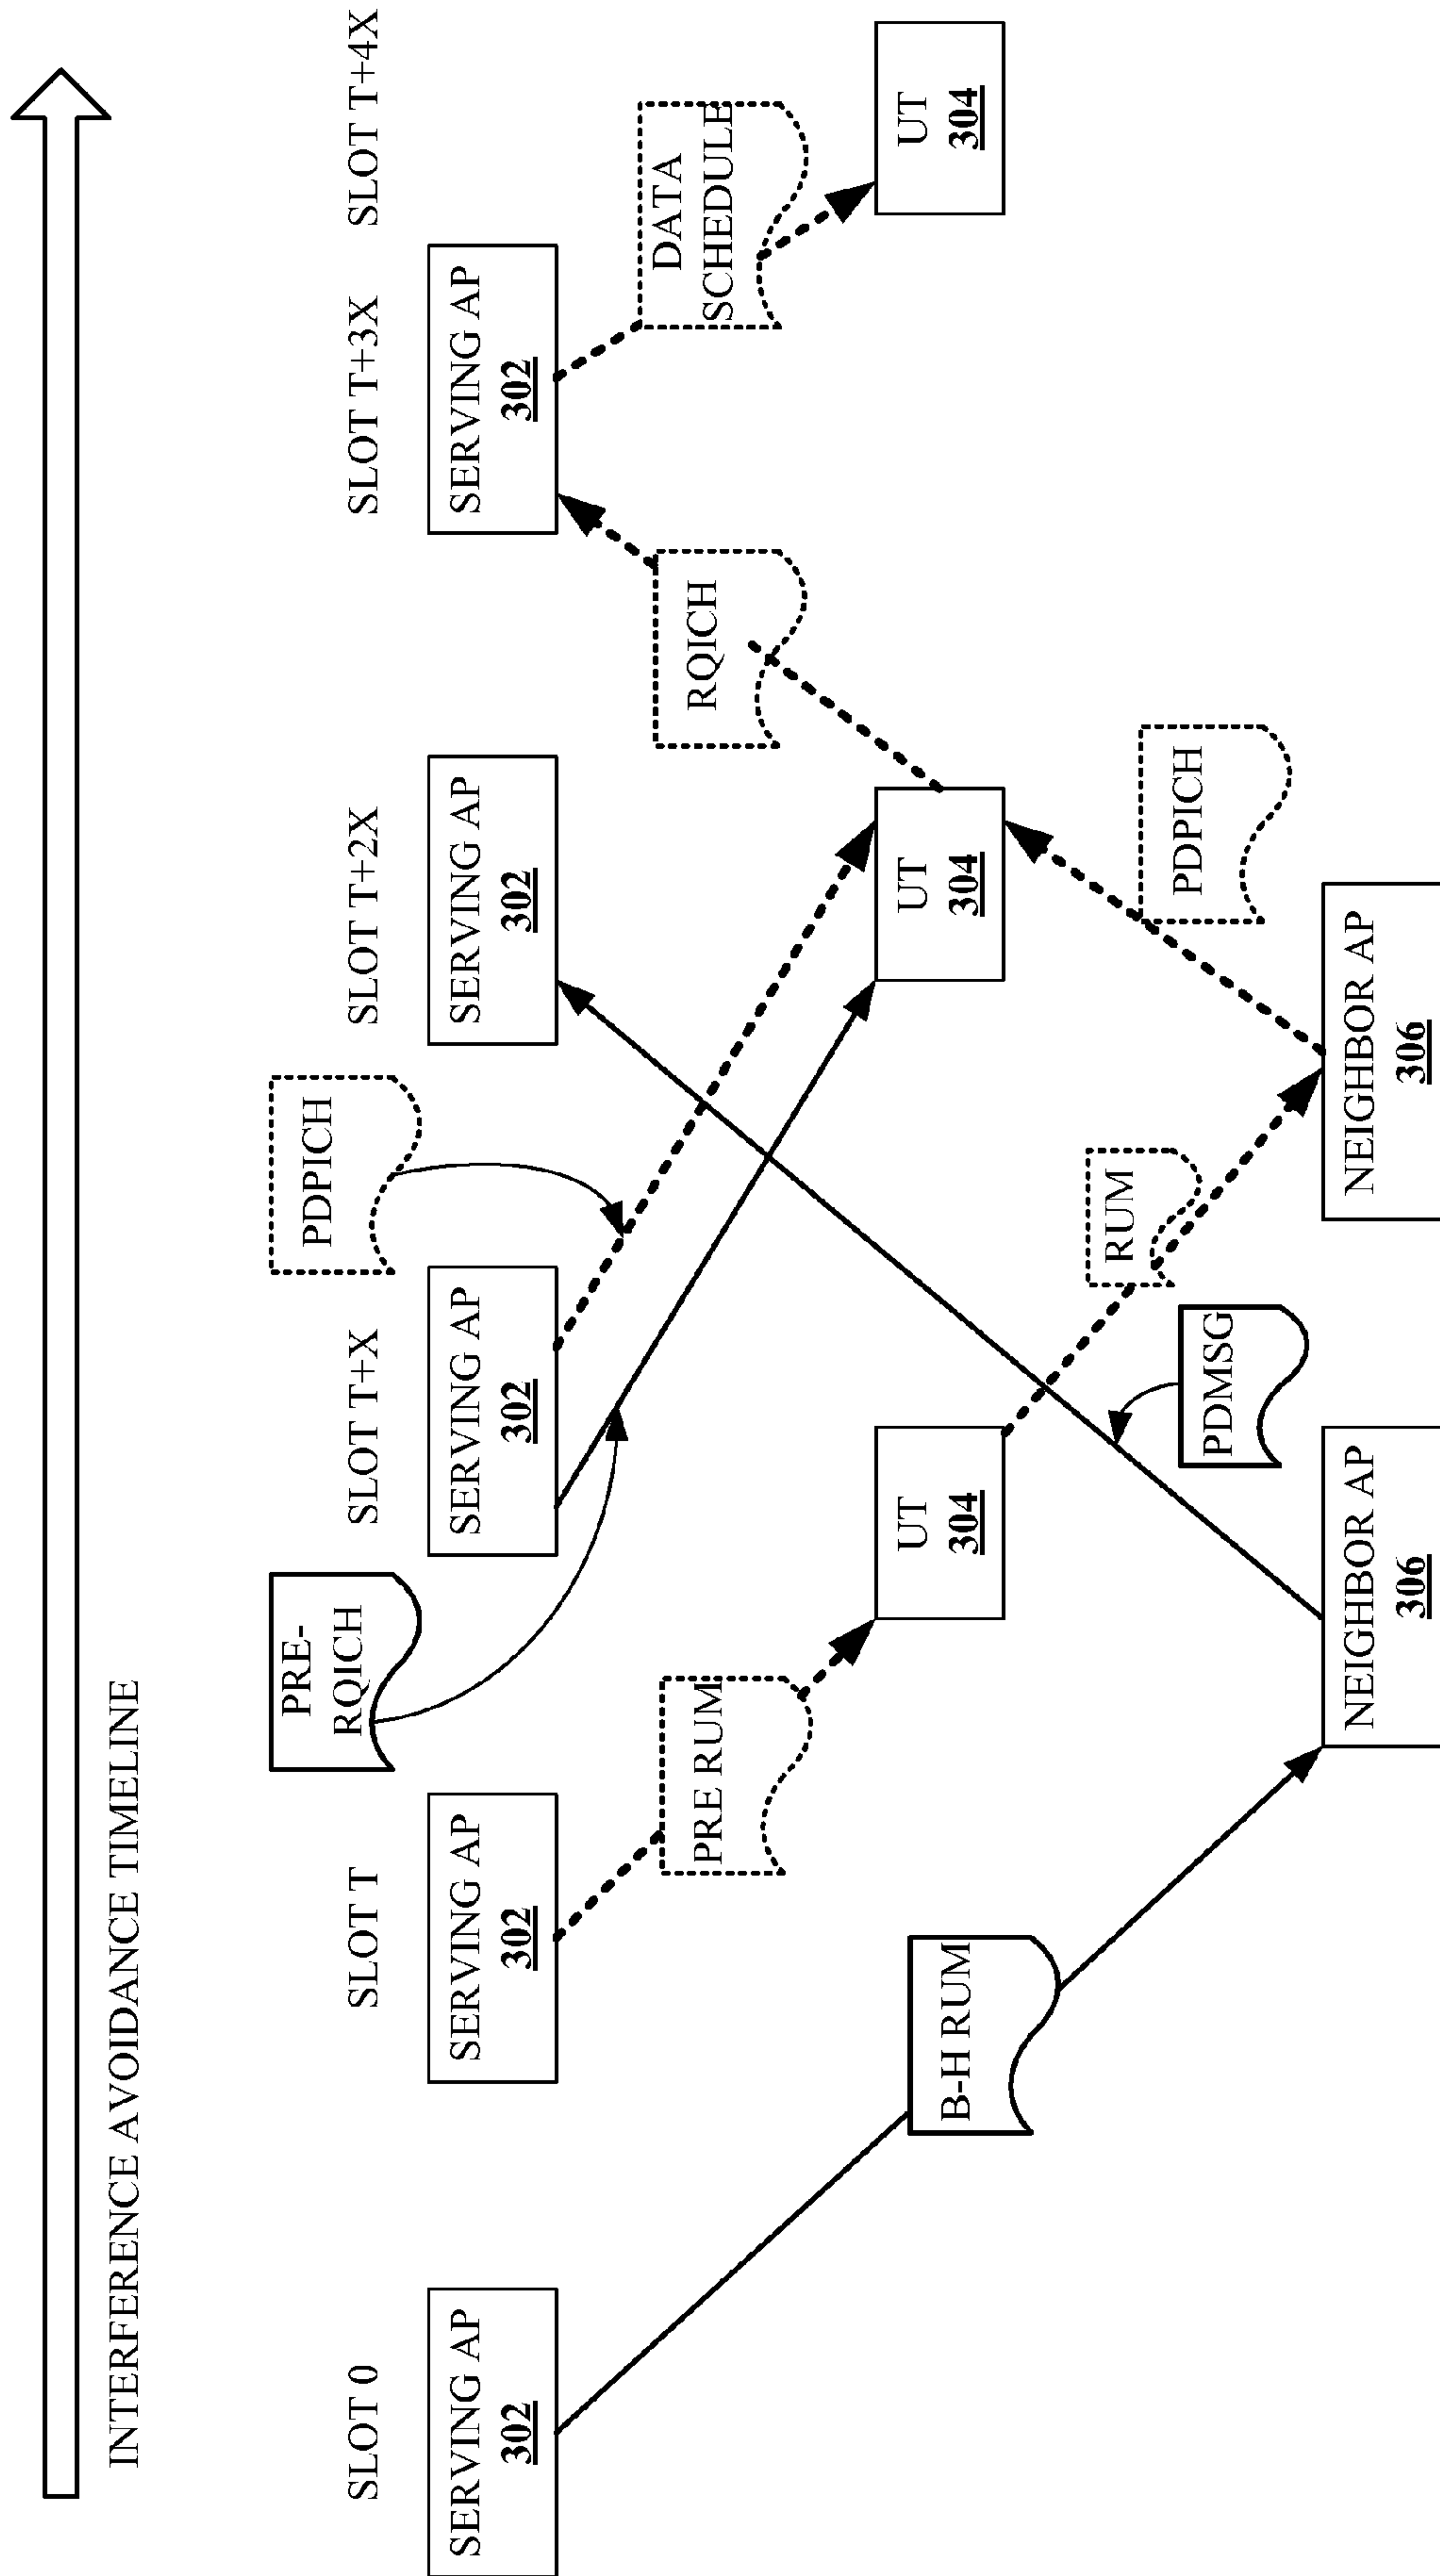 INTERFERENCE AVOIDANCE TIMELINE
SLOT 0
SLOT T
SLOT T+X
SLOT T+2X
SLOT T+3X
SLOT T+4X
PRE-
RQICH
PDPICH
SERVING AP
302
SERVING AP
302
SERVING AP
302
SERVING AP
302
SERVING AP
302
PRE RUM
RQICH
DATA
SCHEDULE
B-H RUM
UT
304
UT
304
UT
304
RUM
PDMSG
PDPICH
NEIGHBOR AP
306
NEIGHBOR AP
306